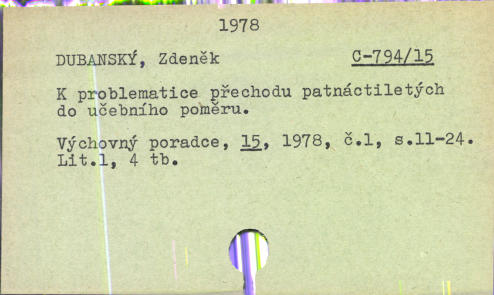 1978
DUBANSKÝ, Zdeněk C-794/15
K problematice přechodu patnáctiletých
do učebního poměru.
Výchovný poradce, 15, 1978, č.1, s.11-24.
Lit.1, 4 tb.